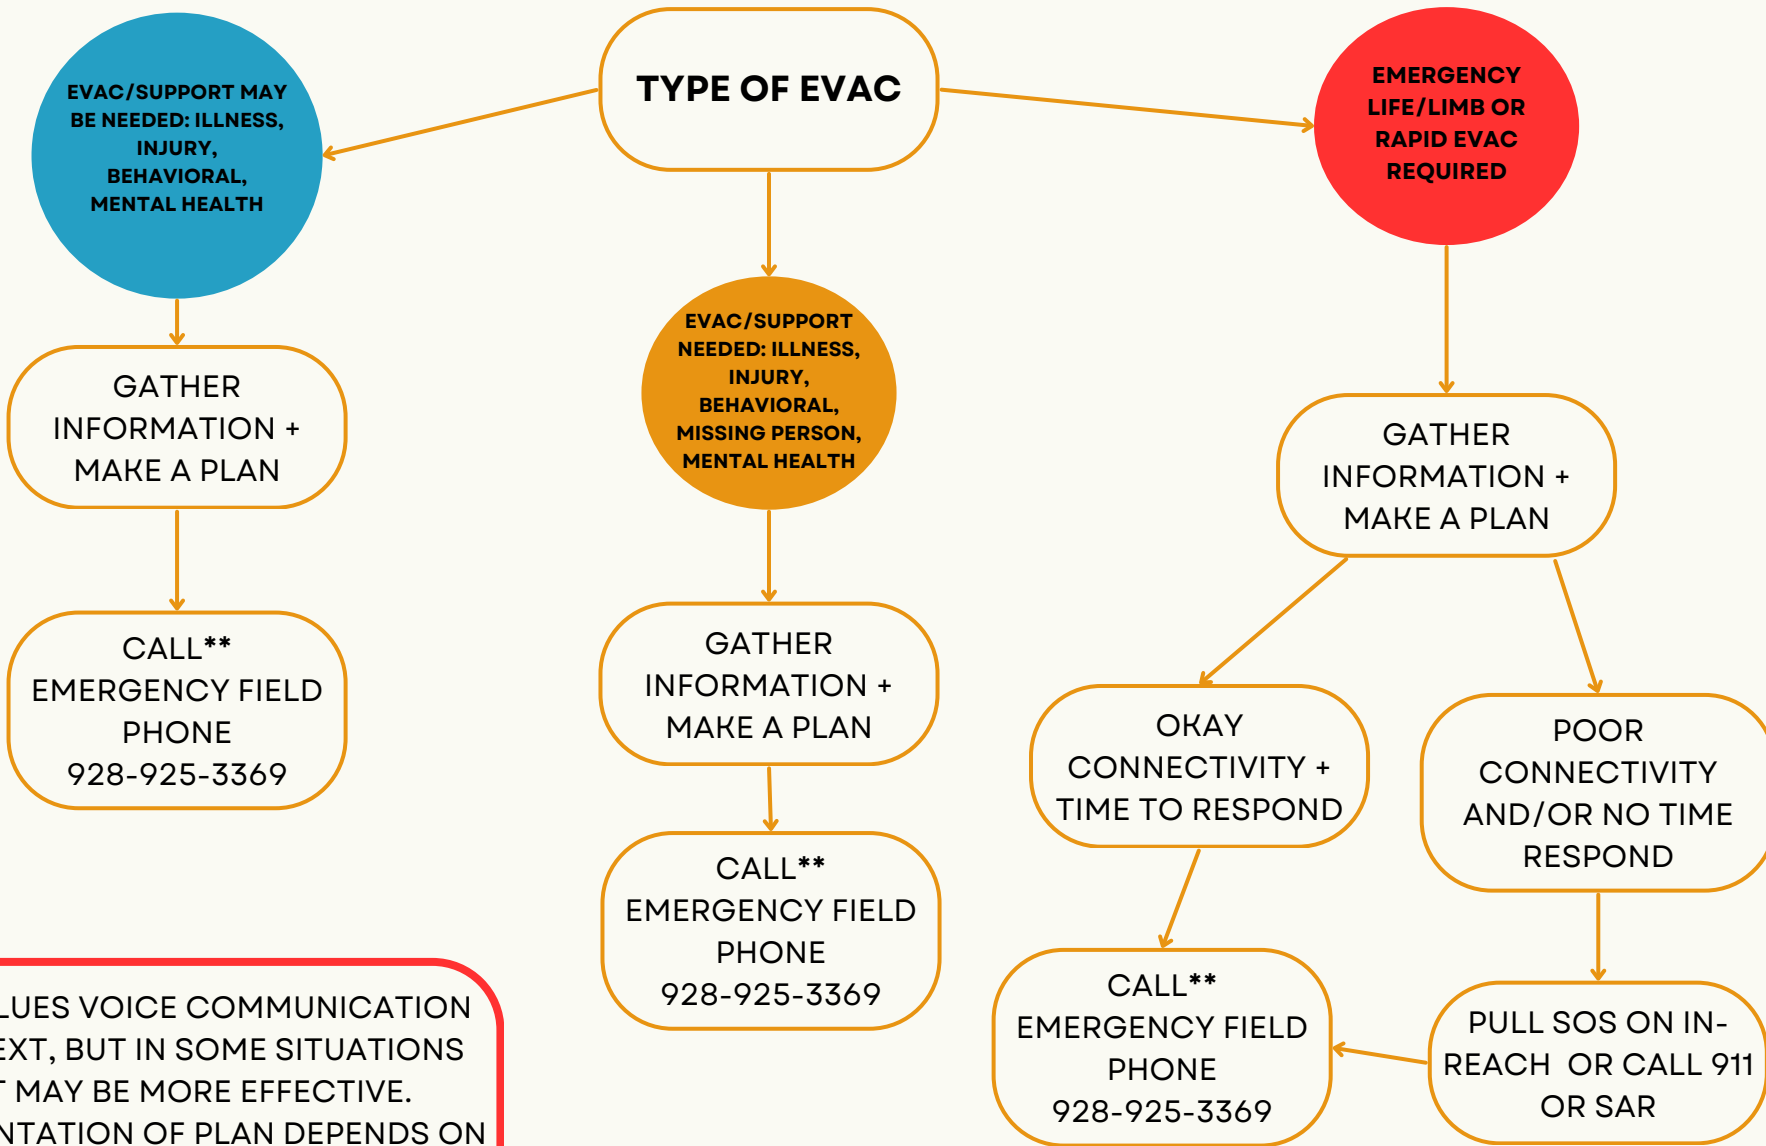 TYPE OF EVAC
EVAC/SUPPORT MAY
BE NEEDED: ILLNESS,
INJURY,
BEHAVIORAL,
MENTAL HEALTH
GATHER
INFORMATION +
MAKE A PLAN
CALL**
EMERGENCY FIELD
PHONE
928-925-3369
EVAC/SUPPORT
NEEDED: ILLNESS,
INJURY,
BEHAVIORAL,
MISSING PERSON,
MENTAL HEALTH
GATHER
INFORMATION +
MAKE A PLAN
CALL**
EMERGENCY FIELD
PHONE
928-925-3369
EMERGENCY
LIFE/LIMB OR
RAPID EVAC
REQUIRED
GATHER
INFORMATION +
MAKE A PLAN
OKAY
CONNECTIVITY +
TIME TO RESPOND
CALL**
EMERGENCY FIELD
PHONE
928-925-3369
POOR
CONNECTIVITY
AND/OR NO TIME
RESPOND
PULL SOS ON IN-
REACH OR CALL 911
OR SAR
VOICE COMMUNICATION
BUT IN SOME SITUATIONS
MAY BE MORE EFFECTIVE.
OF PLAN DEPENDS ON